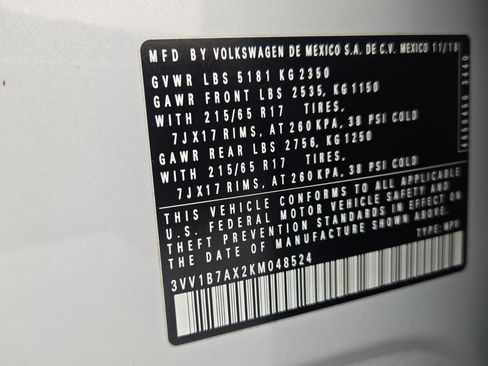 MFD BY VOLKSWAGEN DE MEXICO S.A. DE C.V. MEXICO 11/18
GVWR LBS 5181 KG 2350
GAWR FRONT LBS 2535, KG 1150
WITH 215/65 R17 TIRES.
7JX17 RIMS, AT 260 KPA, 38 PSI COLD
GAWR REAR LBS 2756, KG 1250
WITH 215/65 R17 TIRES.
7JX17 RIMS, AT 260 KPA, 38 PSI COLD
THIS VEHICLE CONFORMS TO ALL APPLICABLE
U.S. FEDERAL MOTOR VEHICLE SAFETY AND
THEFT PREVENTION STANDARDS IN EFFECT ON
THE DATE OF MANUFACTURE SHOWN ABOVE.
TYPE: MPV
3VV1B7AX2KM048524